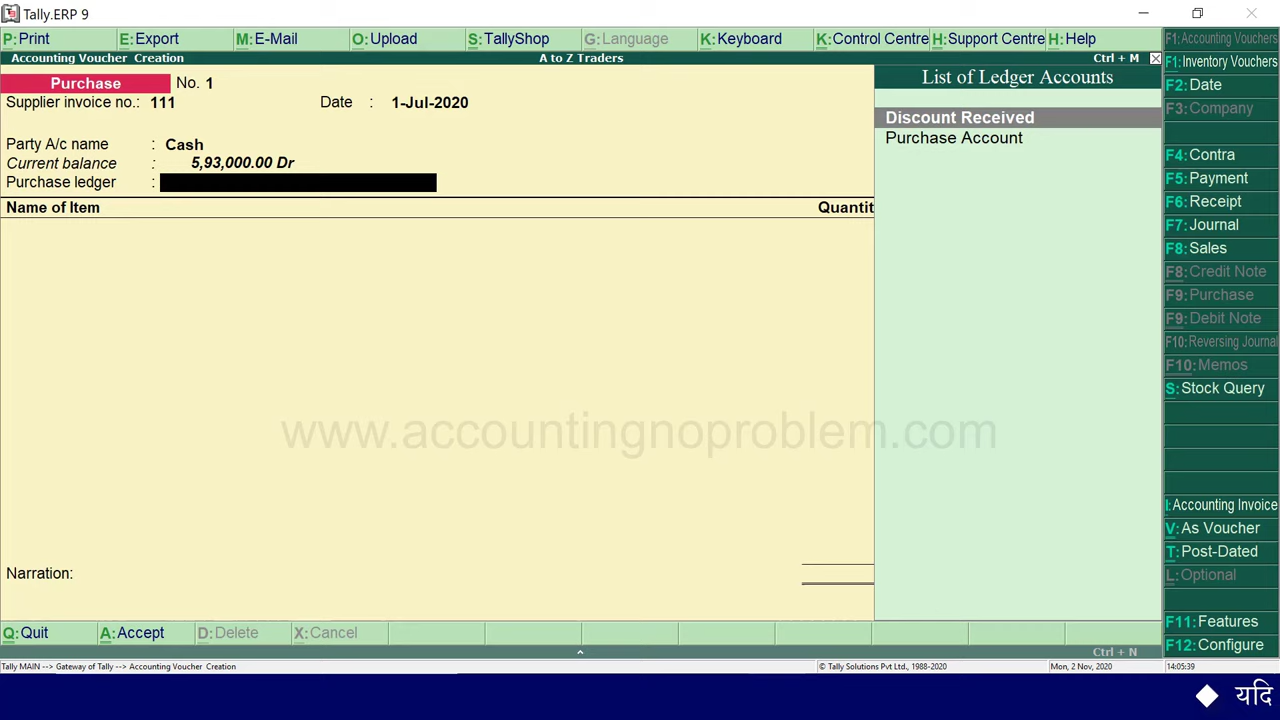 Tally.ERP 9
P: Print E: Export M: E-Mail O: Upload S: TallyShop G: Language K: Keyboard K: Control Centre H: Support Centre H: Help
Accounting Voucher Creation A to Z Traders Ctrl + M
Purchase No. 1
Supplier invoice no.: 111 Date : 1-Jul-2020
Party A/c name : Cash
Current balance : 5,93,000.00 Dr
Purchase ledger :
Name of Item Quantit
Narration:
List of Ledger Accounts
Discount Received
Purchase Account
F1: Accounting Vouchers
F1: Inventory Vouchers
F2: Date
F3: Company
F4: Contra
F5: Payment
F6: Receipt
F7: Journal
F8: Sales
F8: Credit Note
F9: Purchase
F9: Debit Note
F10: Reversing Journal
F10: Memos
S: Stock Query
I: Accounting Invoice
V: As Voucher
T: Post-Dated
L: Optional
F11: Features
F12: Configure
www.accountingnoproblem.com
Q: Quit A: Accept D: Delete X: Cancel
Ctrl + N
Tally MAIN --> Gateway of Tally --> Accounting Voucher Creation © Tally Solutions Pvt Ltd., 1988-2020 Mon, 2 Nov, 2020 14:05:39
यदि